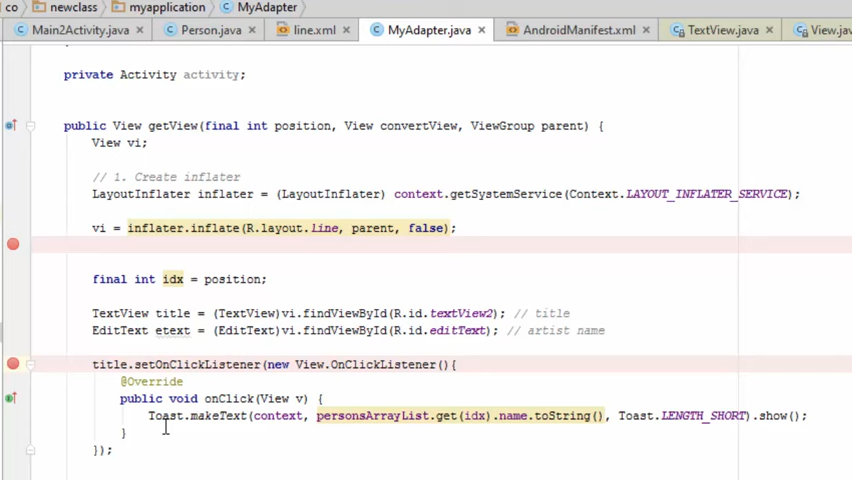 co newclass myapplication MyAdapter
Main2Activity.java Person.java line.xml MyAdapter.java AndroidManifest.xml TextView.java View.jav
private Activity activity;
public View getView(final int position, View convertView, ViewGroup parent) {
View vi;
// 1. Create inflater
LayoutInflater inflater = (LayoutInflater) context.getSystemService(Context.LAYOUT_INFLATER_SERVICE);
vi = inflater.inflate(R.layout.line, parent, false);
final int idx = position;
TextView title = (TextView)vi.findViewById(R.id.textView2); // title
EditText etext = (EditText)vi.findViewById(R.id.editText); // artist name
title.setOnClickListener(new View.OnClickListener(){
@Override
public void onClick(View v) {
Toast.makeText(context, personsArrayList.get(idx).name.toString(), Toast.LENGTH_SHORT).show();
}
});